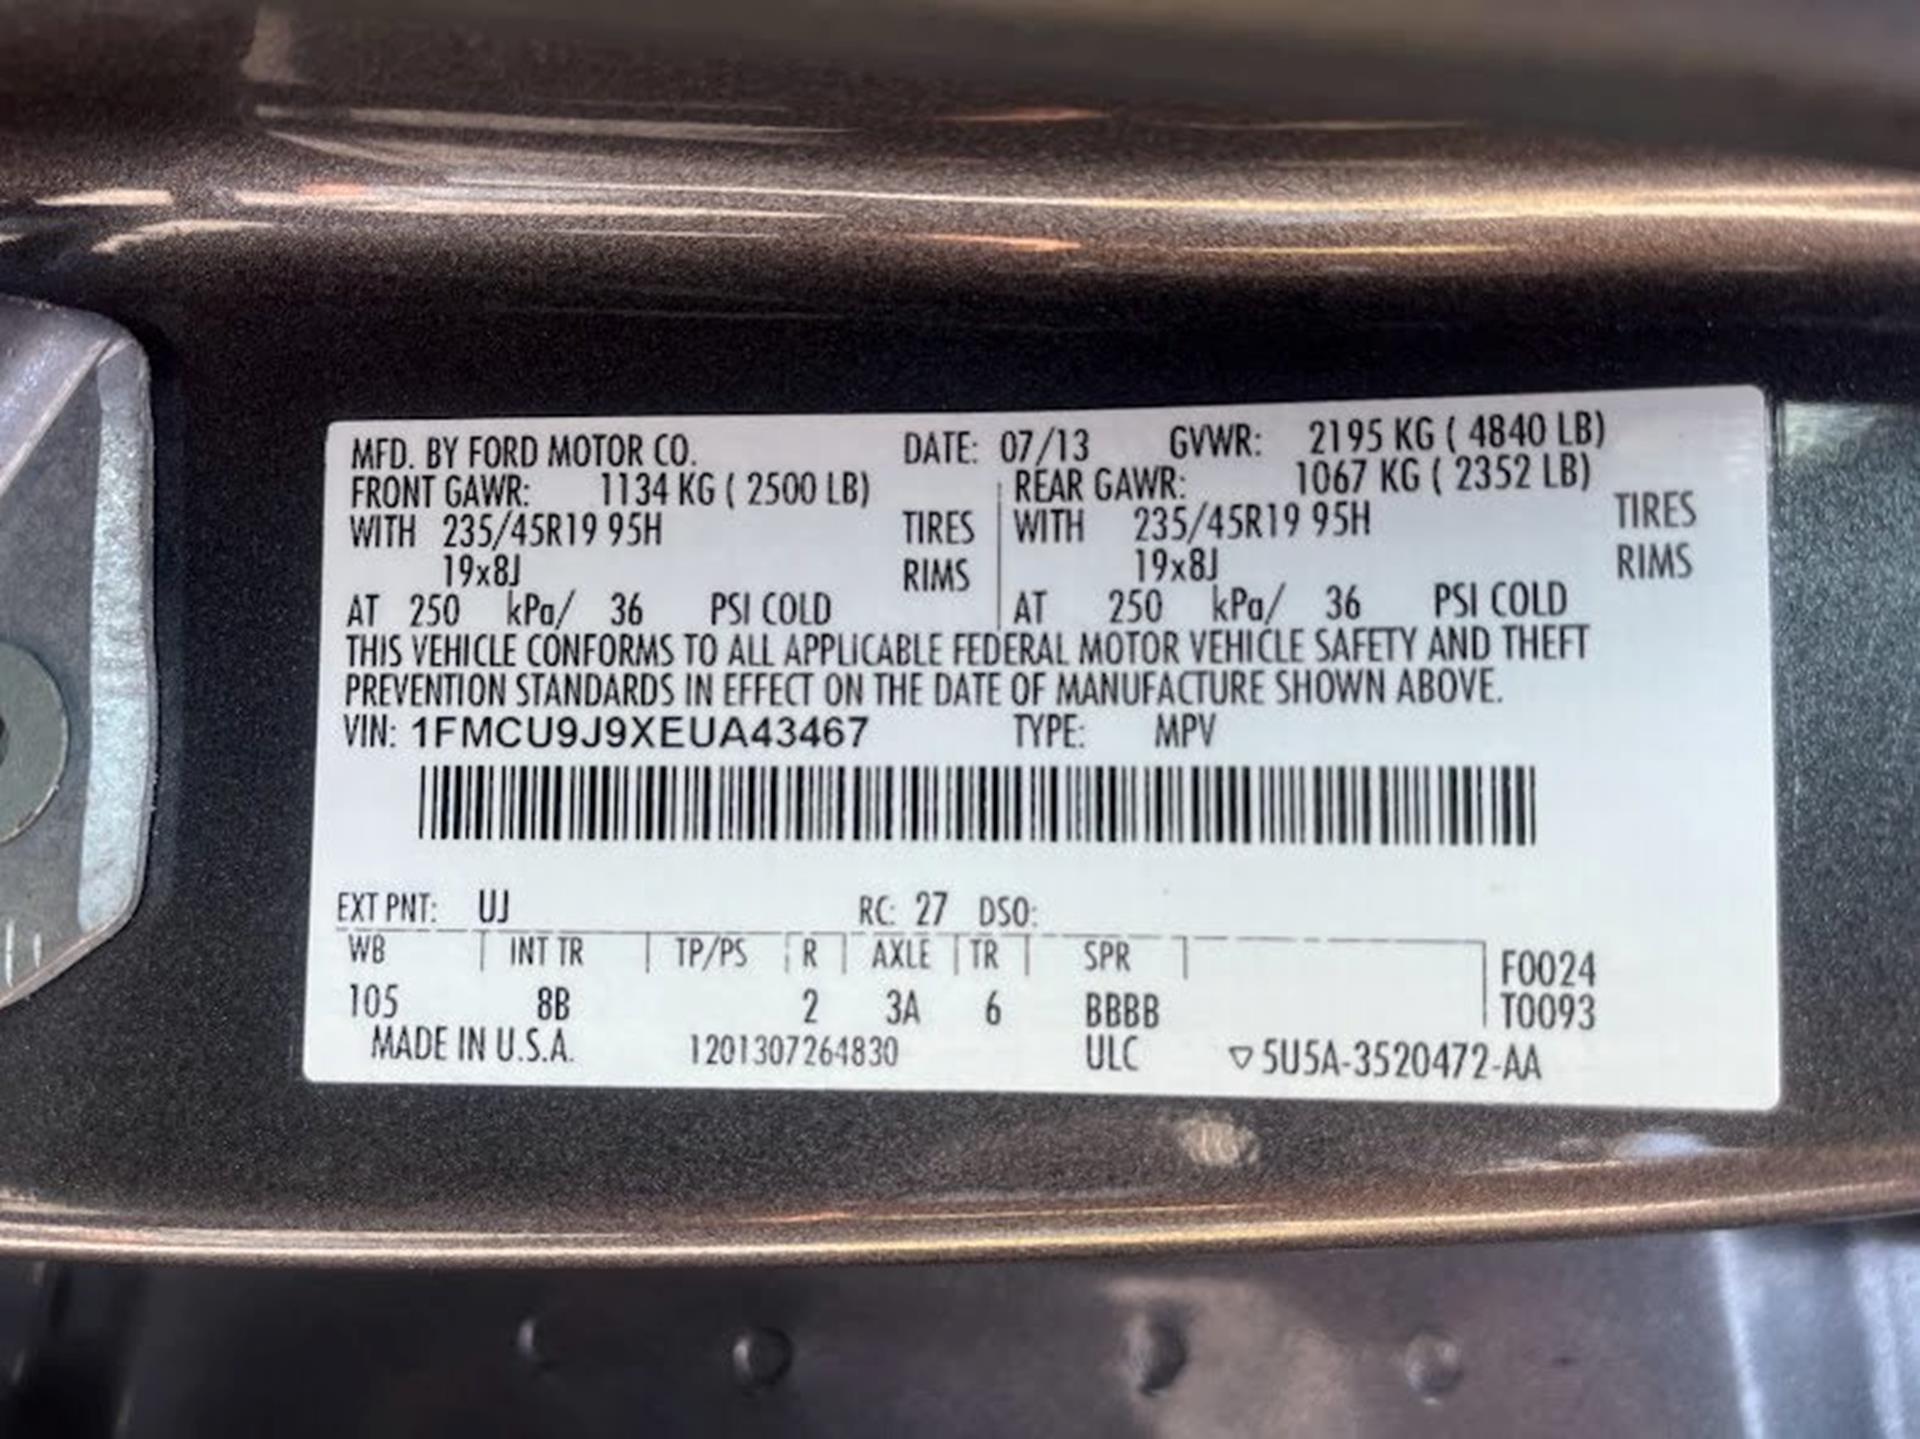 MFD. BY FORD MOTOR CO. DATE: 07/13 GVWR: 2195 KG ( 4840 LB)
FRONT GAWR: 1134 KG ( 2500 LB) REAR GAWR: 1067 KG ( 2352 LB)
WITH 235/45R19 95H TIRES WITH 235/45R19 95H TIRES
19x8J RIMS 19x8J RIMS
AT 250 kPa/ 36 PSI COLD AT 250 kPa/ 36 PSI COLD
THIS VEHICLE CONFORMS TO ALL APPLICABLE FEDERAL MOTOR VEHICLE SAFETY AND THEFT
PREVENTION STANDARDS IN EFFECT ON THE DATE OF MANUFACTURE SHOWN ABOVE.
VIN: 1FMCU9J9XEUA43467 TYPE: MPV
EXT PNT: UJ RC: 27 DSO:
WB INT TR TP/PS R AXLE TR SPR F0024
105 8B 2 3A 6 BBBB T0093
MADE IN U.S.A. 1201307264830 ULC ▽5U5A-3520472-AA